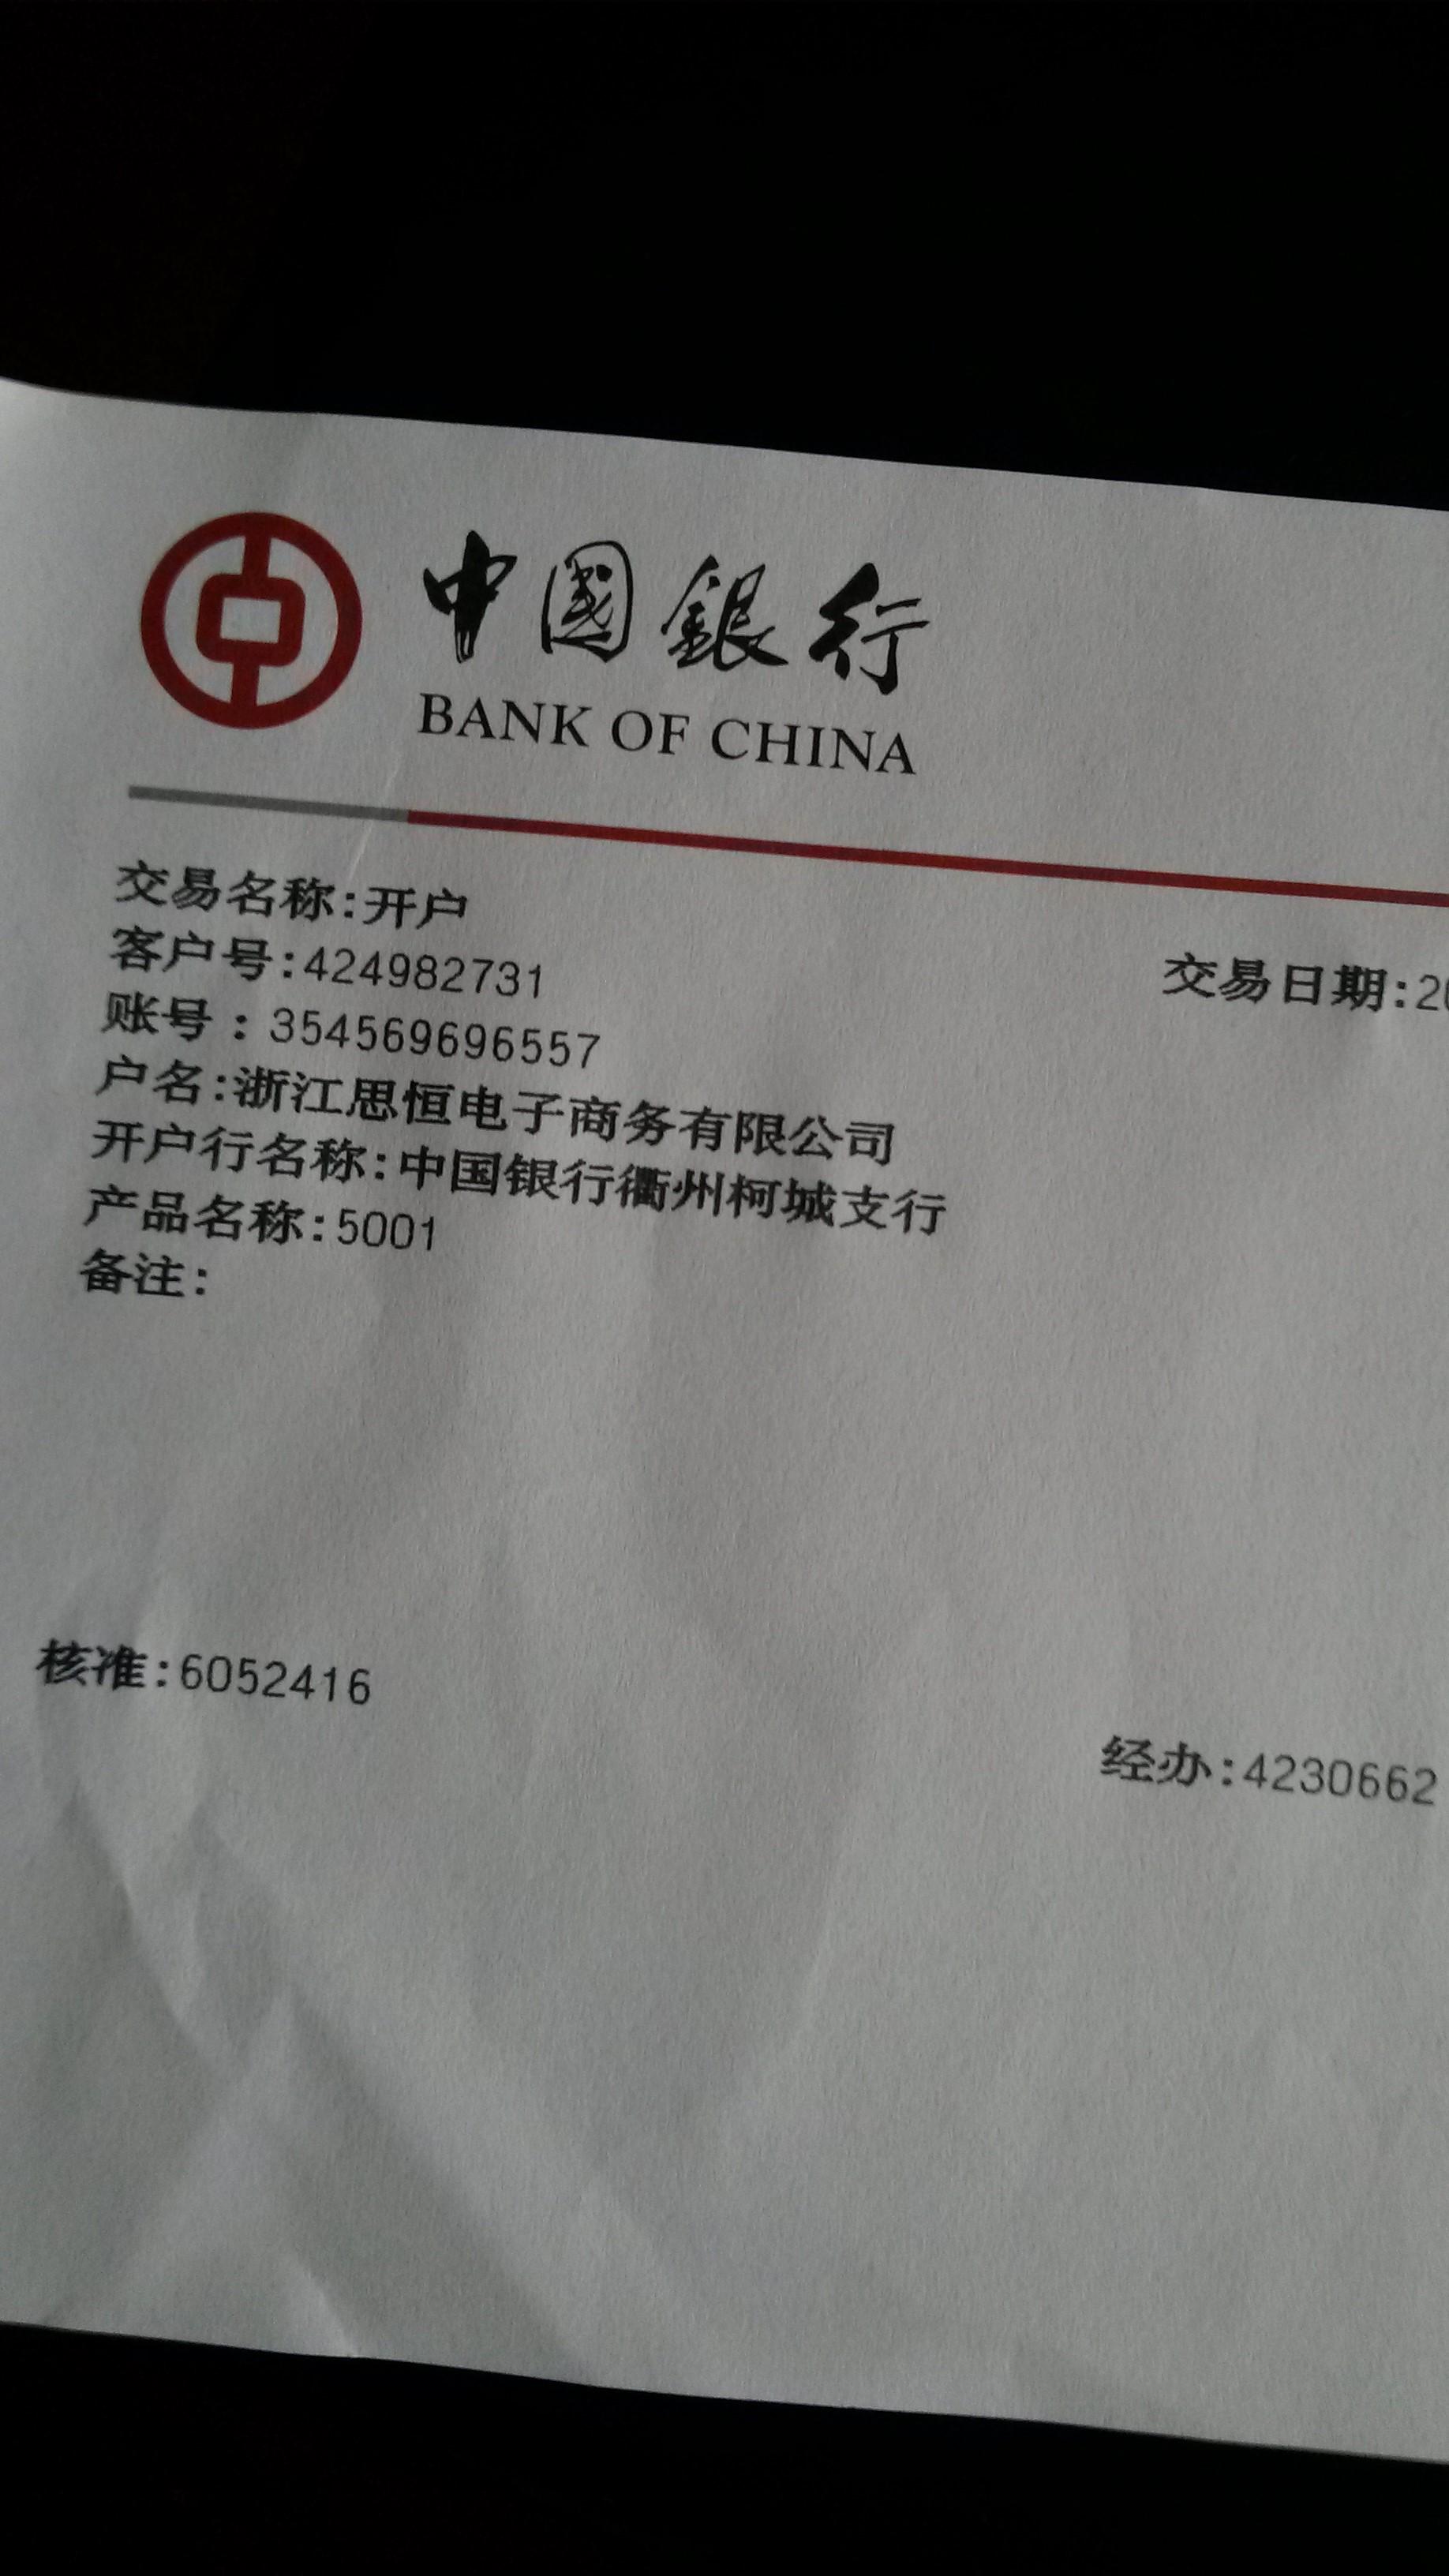 中國銀行
BANK OF CHINA
交易名称:开户
客户号:424982731
交易日期:20
账号：354569696557
户名:浙江思恒电子商务有限公司
开户行名称:中国银行衢州柯城支行
产品名称:5001
备注:
核准:6052416
经办:4230662